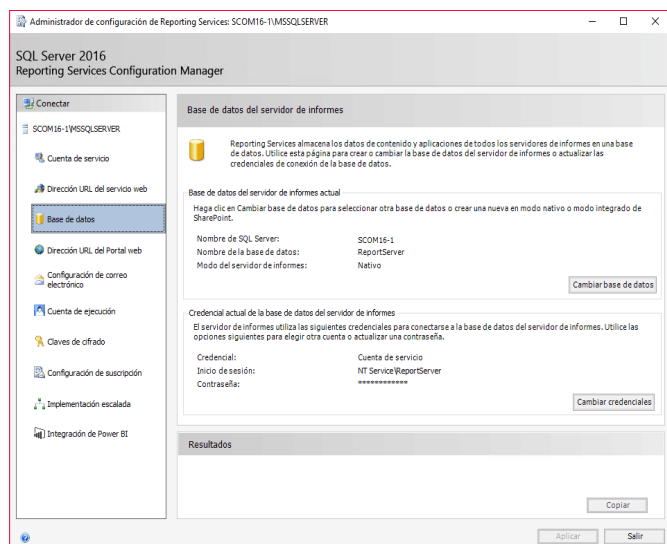 Administrador de configuración de Reporting Services: SCOM16-1\MSSQLSERVER
SQL Server 2016
Reporting Services Configuration Manager
Conectar
SCOM16-1\MSSQLSERVER
Cuenta de servicio
Dirección URL del servicio web
Base de datos
Dirección URL del Portal web
Configuración de correo
electrónico
Cuenta de ejecución
Claves de cifrado
Configuración de suscripción
Implementación escalada
Integración de Power BI
Base de datos del servidor de informes
Reporting Services almacena los datos de contenido y aplicaciones de todos los servidores de informes en una base
de datos. Utilice esta página para crear o cambiar la base de datos del servidor de informes o actualizar las
credenciales de conexión de la base de datos.
Base de datos del servidor de informes actual
Haga clic en Cambiar base de datos para seleccionar otra base de datos o crear una nueva en modo nativo o modo integrado de
SharePoint.
Nombre de SQL Server: SCOM16-1
Nombre de la base de datos: ReportServer
Modo del servidor de informes: Nativo
Cambiar base de datos
Credencial actual de la base de datos del servidor de informes
El servidor de informes utiliza las siguientes credenciales para conectarse a la base de datos del servidor de informes. Utilice las
opciones siguientes para elegir otra cuenta o actualizar una contraseña.
Credencial: Cuenta de servicio
Inicio de sesión: NT Service\ReportServer
Contraseña: ************
Cambiar credenciales
Resultados
Copiar
Aplicar
Salir